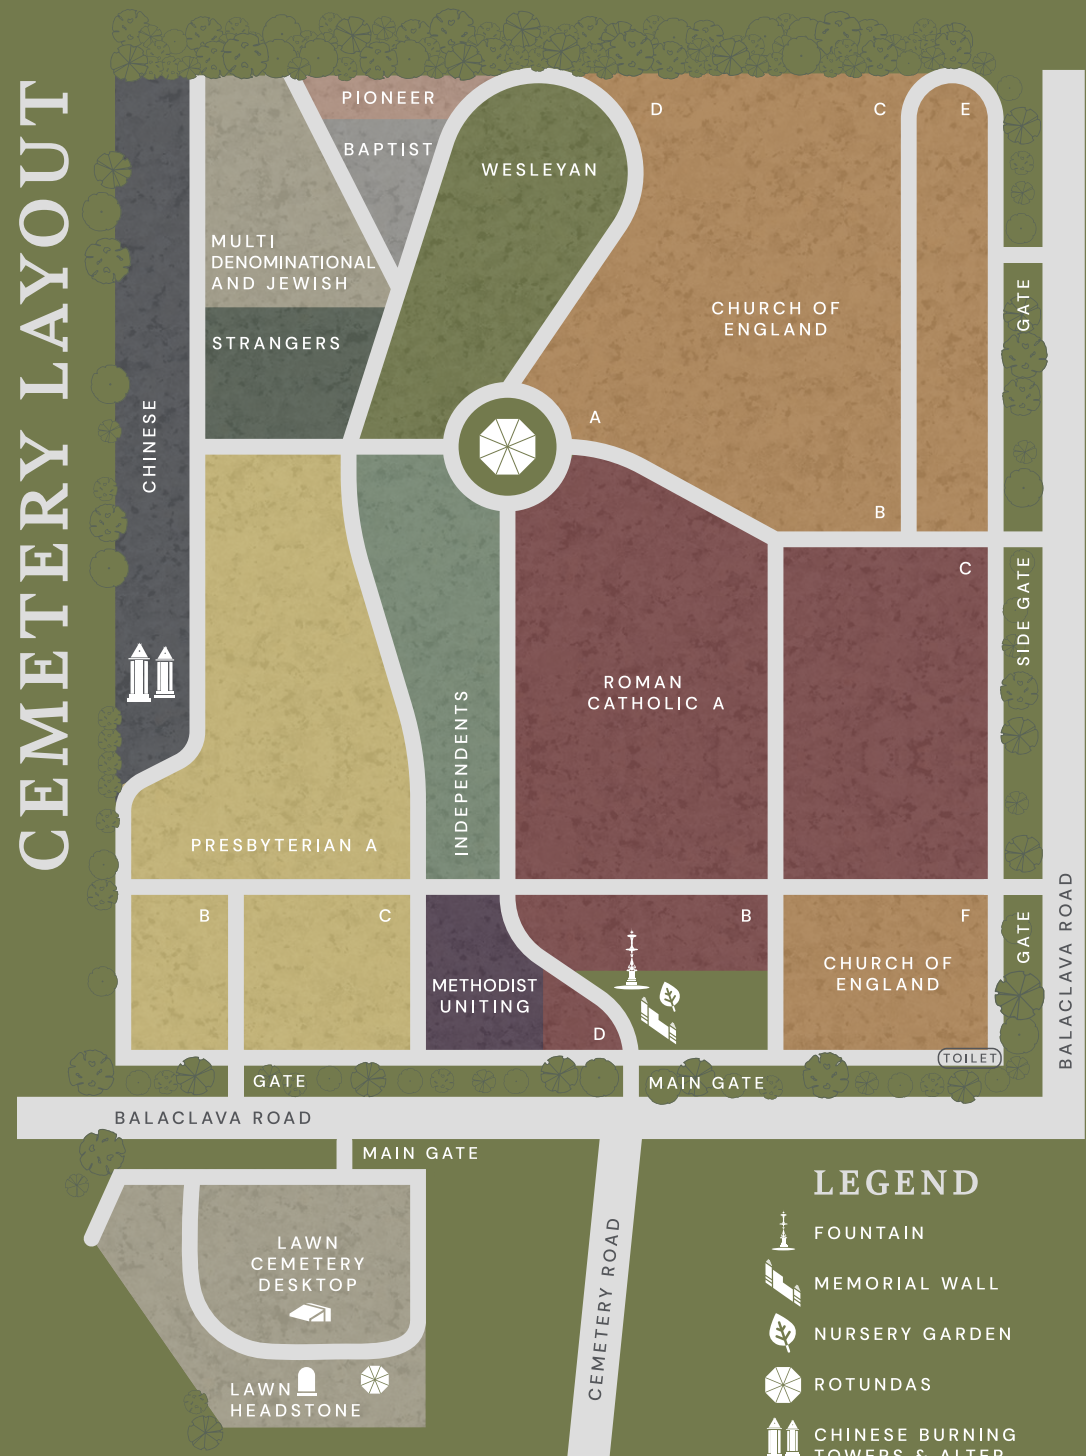 CEMETERY LAYOUT
PIONEER
BAPTIST
WESLEYAN
D
C
E
MULTI
DENOMINATIONAL
AND JEWISH
STRANGERS
CHURCH OF
ENGLAND
GATE
CHINESE
A
B
C
SIDE GATE
ROMAN
CATHOLIC A
INDEPENDENTS
PRESBYTERIAN A
B
C
B
F
METHODIST
UNITING
D
CHURCH OF
ENGLAND
GATE
BALACLAVA ROAD
TOILET
GATE
MAIN GATE
BALACLAVA ROAD
MAIN GATE
LAWN
CEMETERY
DESKTOP
LAWN
HEADSTONE
CEMETERY ROAD
LEGEND
FOUNTAIN
MEMORIAL WALL
NURSERY GARDEN
ROTUNDAS
CHINESE BURNING
TOWERS & ALTER